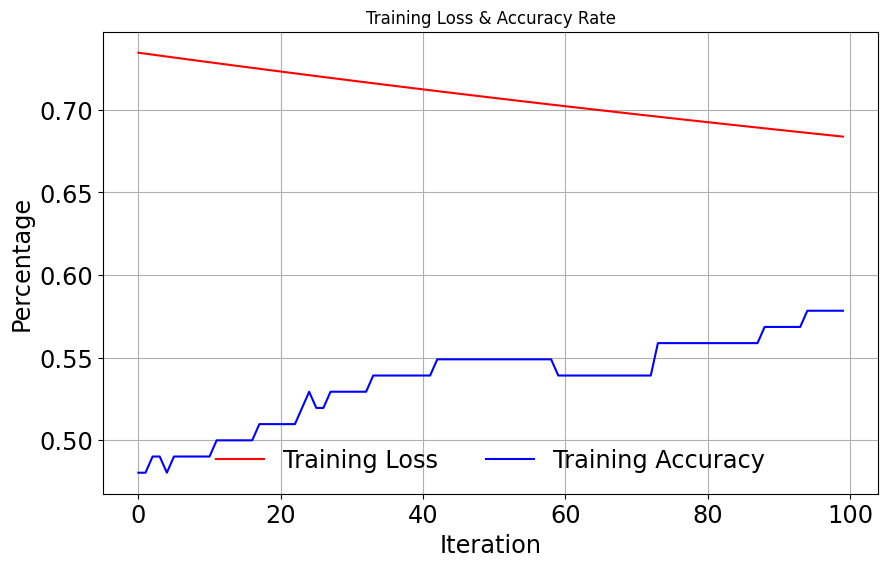 Training Loss & Accuracy Rate
Percentage
0.70
0.65
0.60
0.55
0.50
Training Loss
Training Accuracy
0 20 40 60 80 100
Iteration